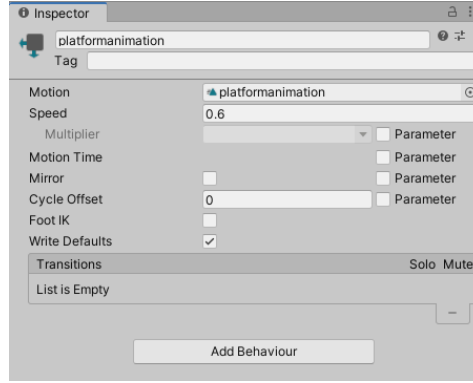 Inspector
platformanimation
Tag
Motion platformanimation
Speed 0.6
Multiplier Parameter
Motion Time Parameter
Mirror Parameter
Cycle Offset 0 Parameter
Foot IK
Write Defaults
Transitions Solo Mute
List is Empty
Add Behaviour